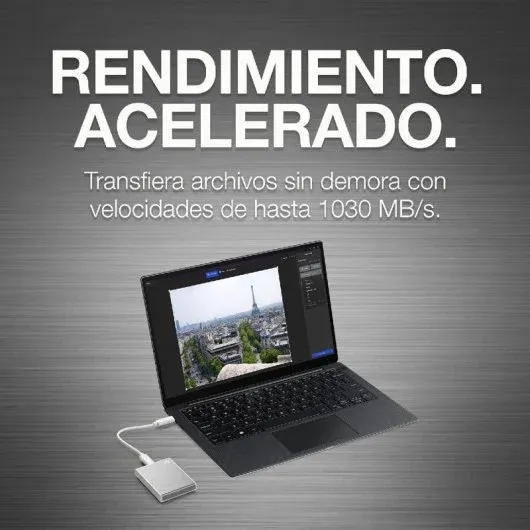 RENDIMIENTO.
ACELERADO.
Transfiera archivos sin demora con
velocidades de hasta 1030 MB/s.